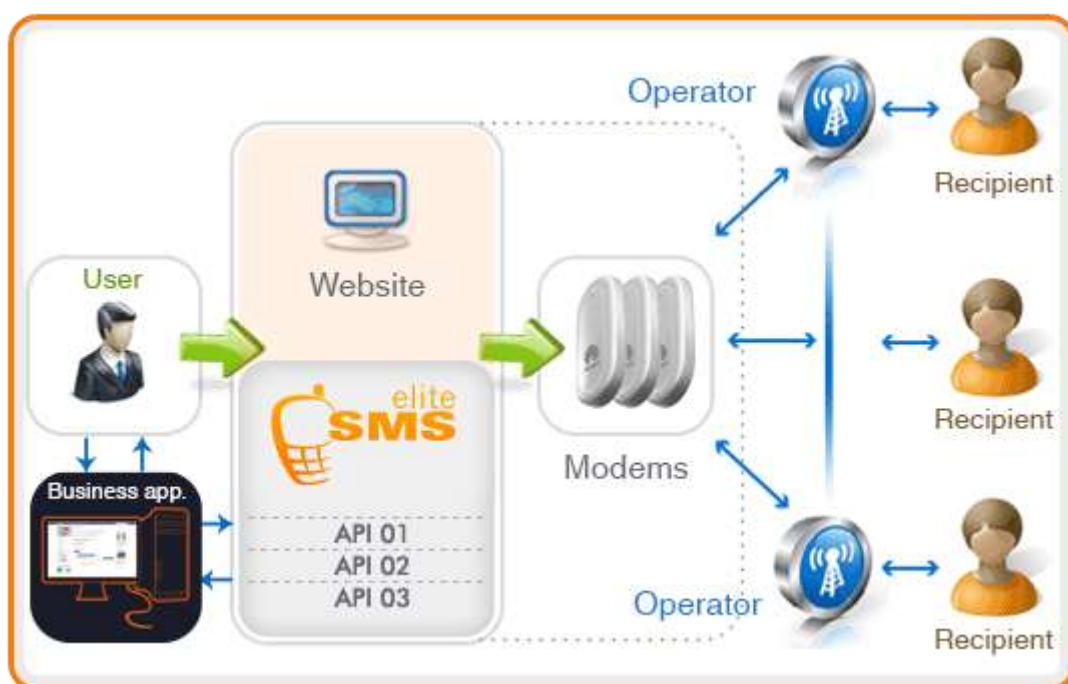 Operator
Recipient
User
Website
elite
SMS
Modems
Recipient
Business app.
API 01
API 02
API 03
Operator
Recipient